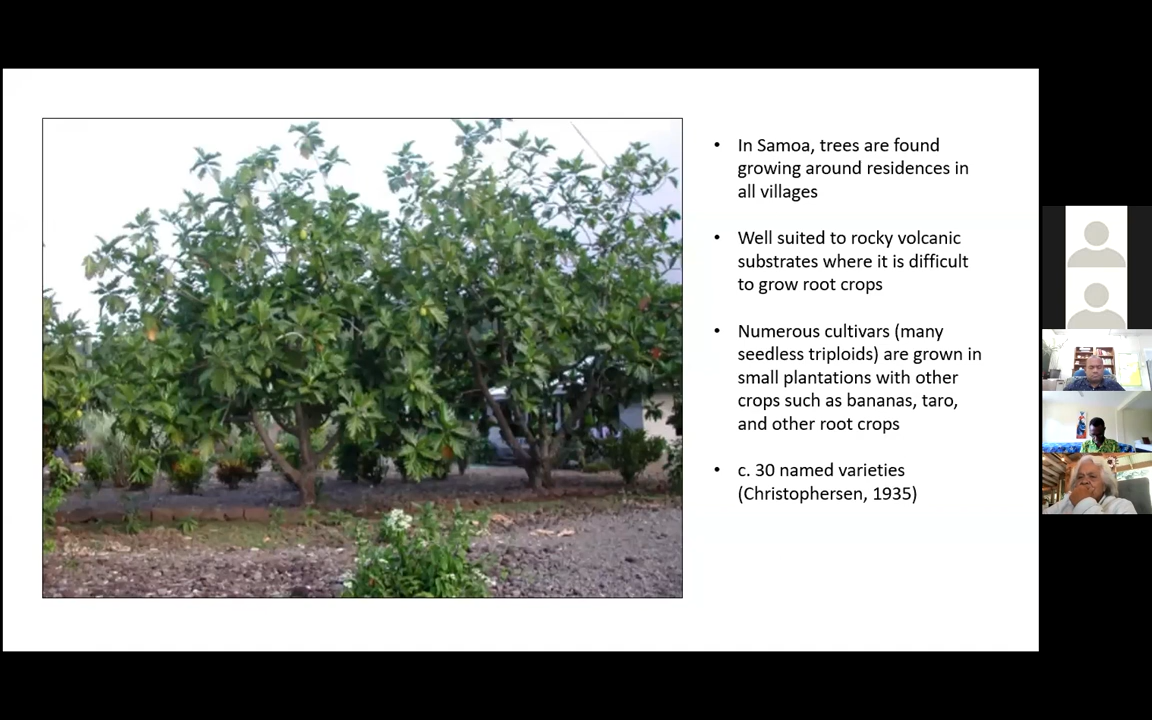 • In Samoa, trees are found
growing around residences in
all villages
• Well suited to rocky volcanic
substrates where it is difficult
to grow root crops
• Numerous cultivars (many
seedless triploids) are grown in
small plantations with other
crops such as bananas, taro,
and other root crops
• c. 30 named varieties
(Christophersen, 1935)